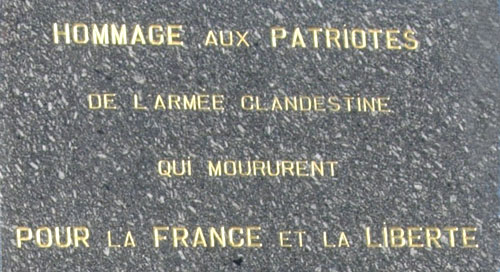 HOMMAGE AUX PATRIOTES
DE L'ARMEE CLANDESTINE
QUI MOURURENT
POUR LA FRANCE ET LA LIBERTE